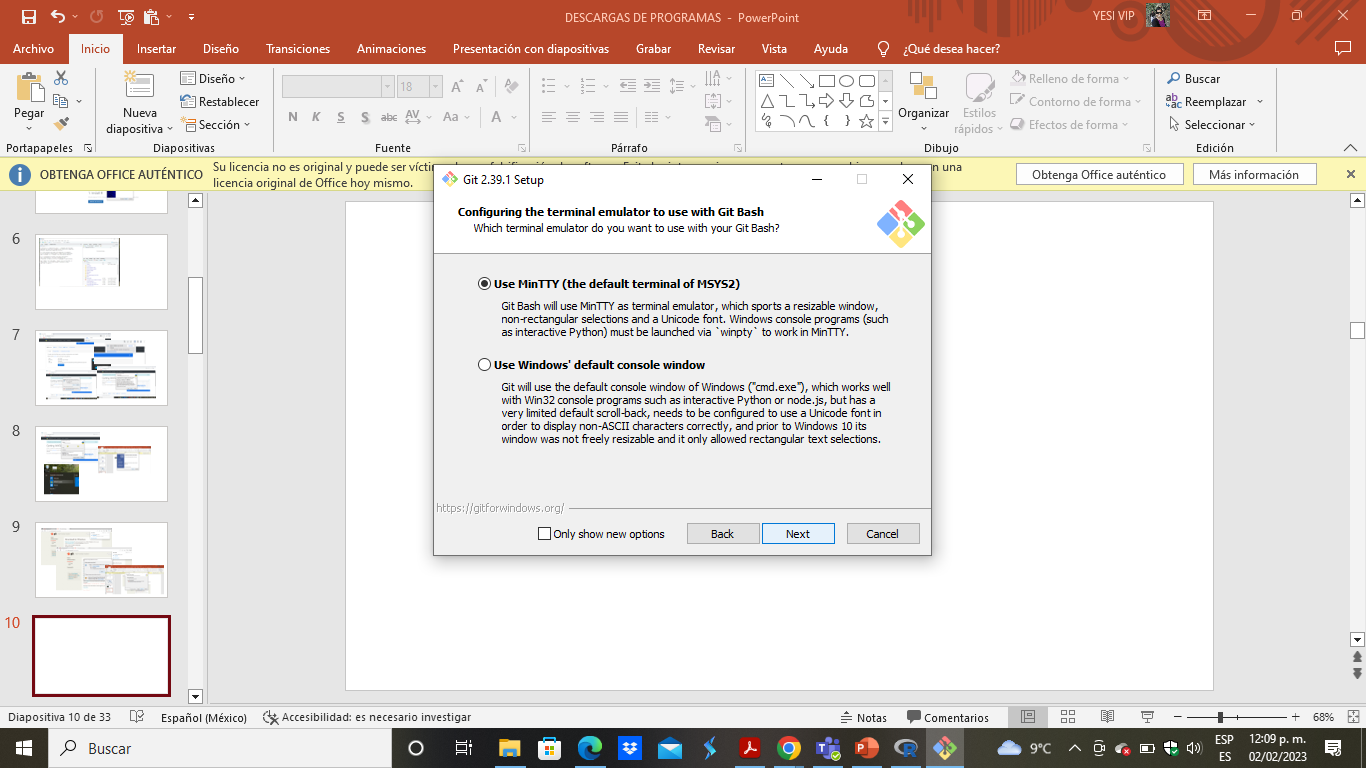 DESCARGAS DE PROGRAMAS - PowerPoint
YESI VIP
Archivo Inicio Insertar Diseño Transiciones Animaciones Presentación con diapositivas Grabar Revisar Vista Ayuda ¿Qué desea hacer?
Pegar
Nueva diapositiva
Diseño
Restablecer
Sección
18
N K S S abc AV Aa A
Organizar
Estilos rápidos
Relleno de forma
Contorno de forma
Efectos de forma
Buscar
Reemplazar
Seleccionar
Portapapeles Diapositivas Fuente Párrafo Dibujo Edición
OBTENGA OFFICE AUTÉNTICO
Su licencia no es original y puede ser
licencia original de Office hoy mismo.
una
Obtenga Office auténtico
Más información
6
7
8
9
10
Git 2.39.1 Setup
Configuring the terminal emulator to use with Git Bash
Which terminal emulator do you want to use with your Git Bash?
Use MinTTY (the default terminal of MSYS2)
Git Bash will use MinTTY as terminal emulator, which sports a resizable window,
non-rectangular selections and a Unicode font. Windows console programs (such
as interactive Python) must be launched via `winpty` to work in MinTTY.
Use Windows' default console window
Git will use the default console window of Windows ("cmd.exe"), which works well
with Win32 console programs such as interactive Python or node.js, but has a
very limited default scroll-back, needs to be configured to use a Unicode font in
order to display non-ASCII characters correctly, and prior to Windows 10 its
window was not freely resizable and it only allowed rectangular text selections.
https://gitforwindows.org/
Only show new options
Back
Next
Cancel
Diapositiva 10 de 33
Español (México)
Accesibilidad: es necesario investigar
Notas
Comentarios
68%
Buscar
9°C
ESP
ES
12:09 p. m.
02/02/2023